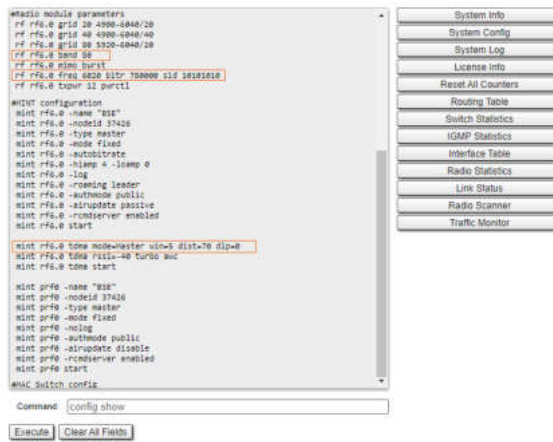 #Radio module parameters
rf rf6.0 grid 20 4900-6040/20
rf rf6.0 grid 40 4900-6040/40
rf rf6.0 grid 80 5920-6040/20
rf rf6.0 band 80
rf rf6.0 mimo burst
rf rf6.0 freq 6020 bitr 780000 sid 10101010
rf rf6.0 txpwr 12 pwrctl
#MINT configuration
mint rf6.0 -name "BSE"
mint rf6.0 -nodeid 37426
mint rf6.0 -type master
mint rf6.0 -mode fixed
mint rf6.0 -autobitrate
mint rf6.0 -hiamp 4 -loamp 0
mint rf6.0 -log
mint rf6.0 -roaming leader
mint rf6.0 -authmode public
mint rf6.0 -airupdate passive
mint rf6.0 -rcmdserver enabled
mint rf6.0 start
mint rf6.0 tdma mode=Master win=5 dist=70 dlp=0
mint rf6.0 tdma rssi=-40 turbo awc
mint rf6.0 tdma start
mint prf0 -name "BSE"
mint prf0 -nodeid 37426
mint prf0 -type master
mint prf0 -mode fixed
mint prf0 -nolog
mint prf0 -authmode public
mint prf0 -airupdate disable
mint prf0 -rcmdserver enabled
mint prf0 start
#MAC Switch config
Command config show
Execute Clear All Fields
System Info
System Config
System Log
License Info
Reset All Counters
Routing Table
Switch Statistics
IGMP Statistics
Interface Table
Radio Statistics
Link Status
Radio Scanner
Traffic Monitor